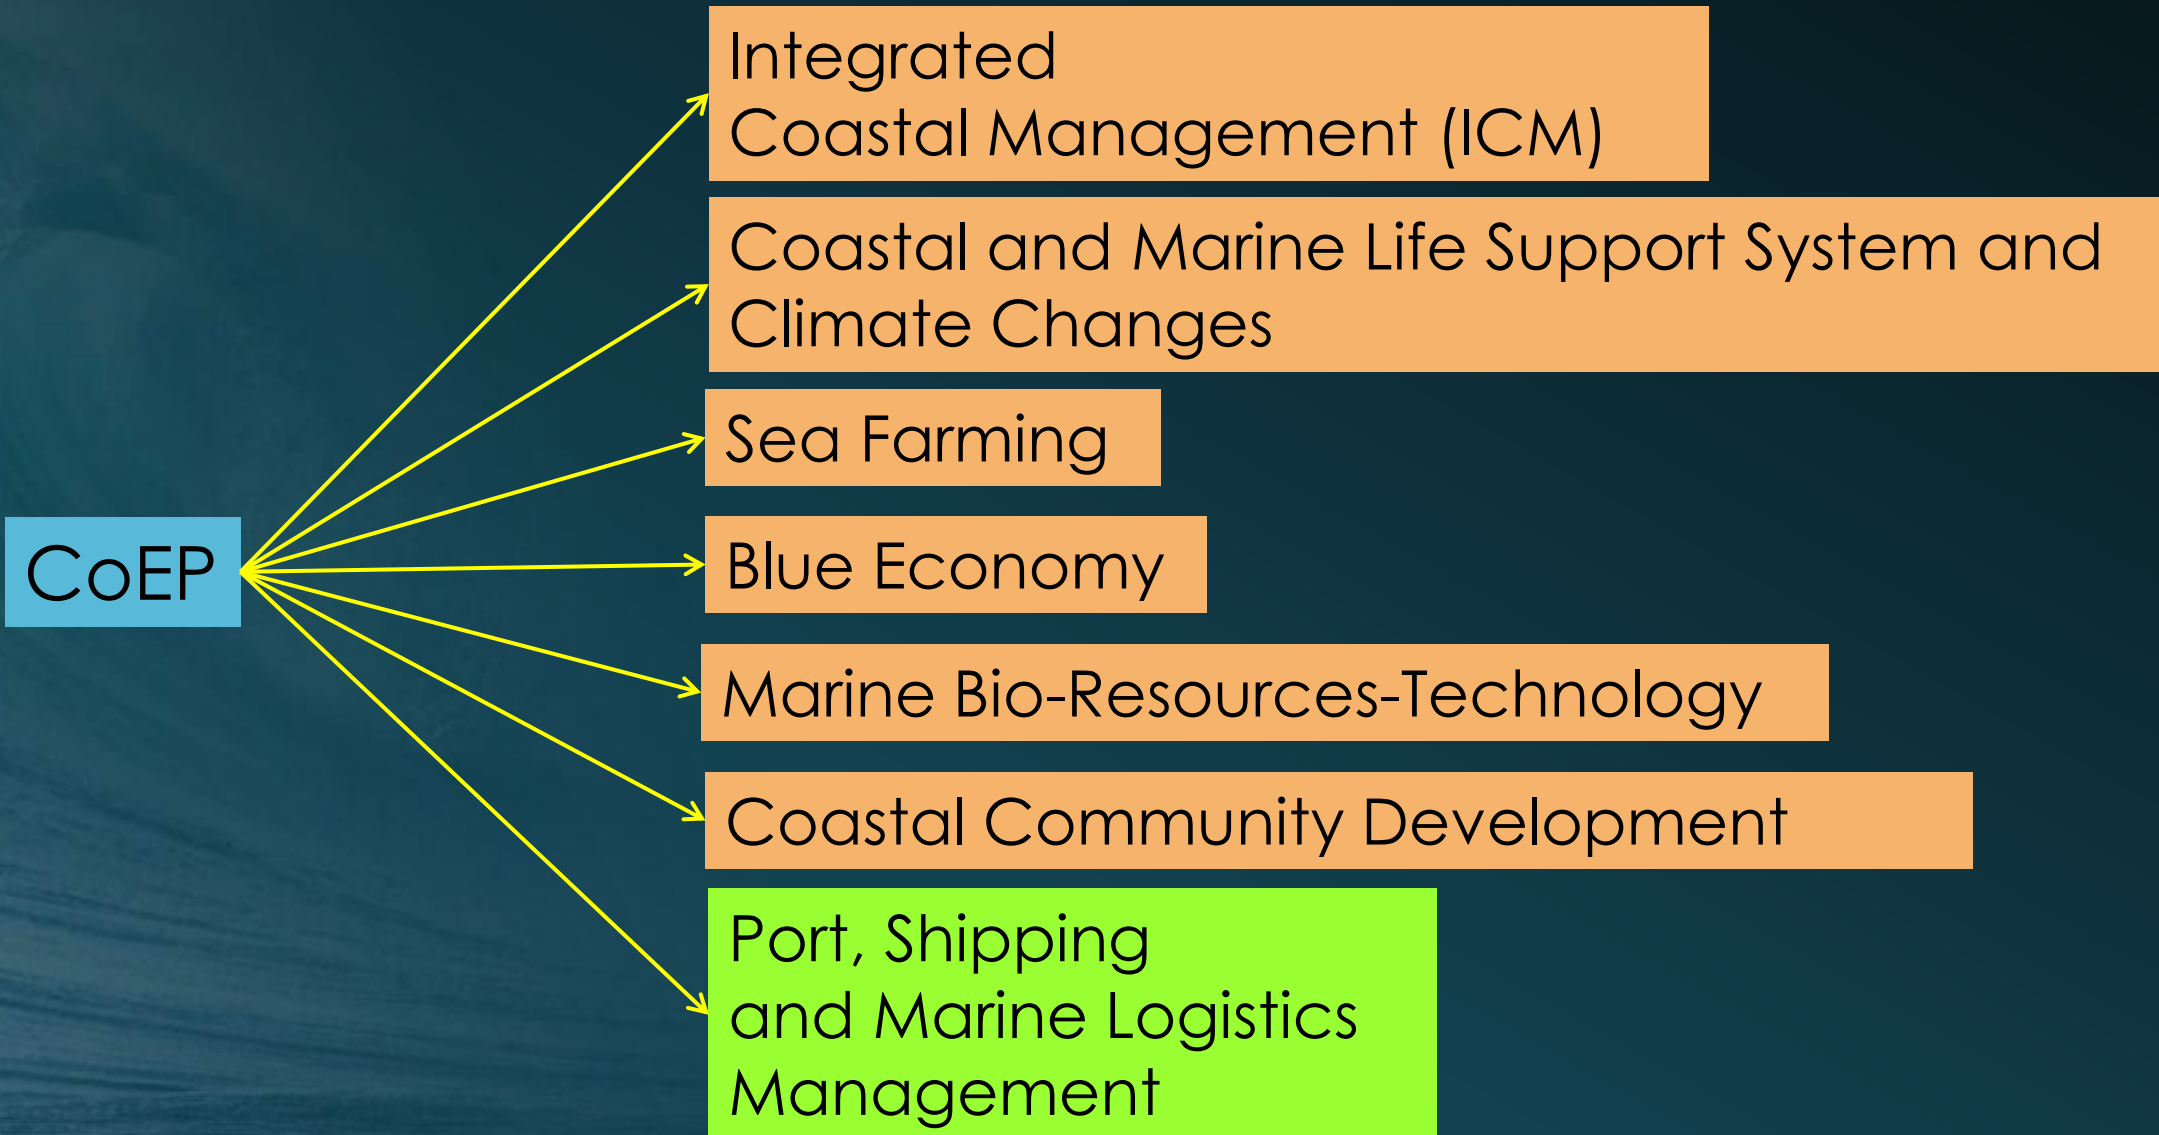 Integrated
Coastal Management (ICM)
Coastal and Marine Life Support System and
Climate Changes
Sea Farming
CoEP
Blue Economy
Marine Bio-Resources-Technology
Coastal Community Development
Port, Shipping
and Marine Logistics
Management